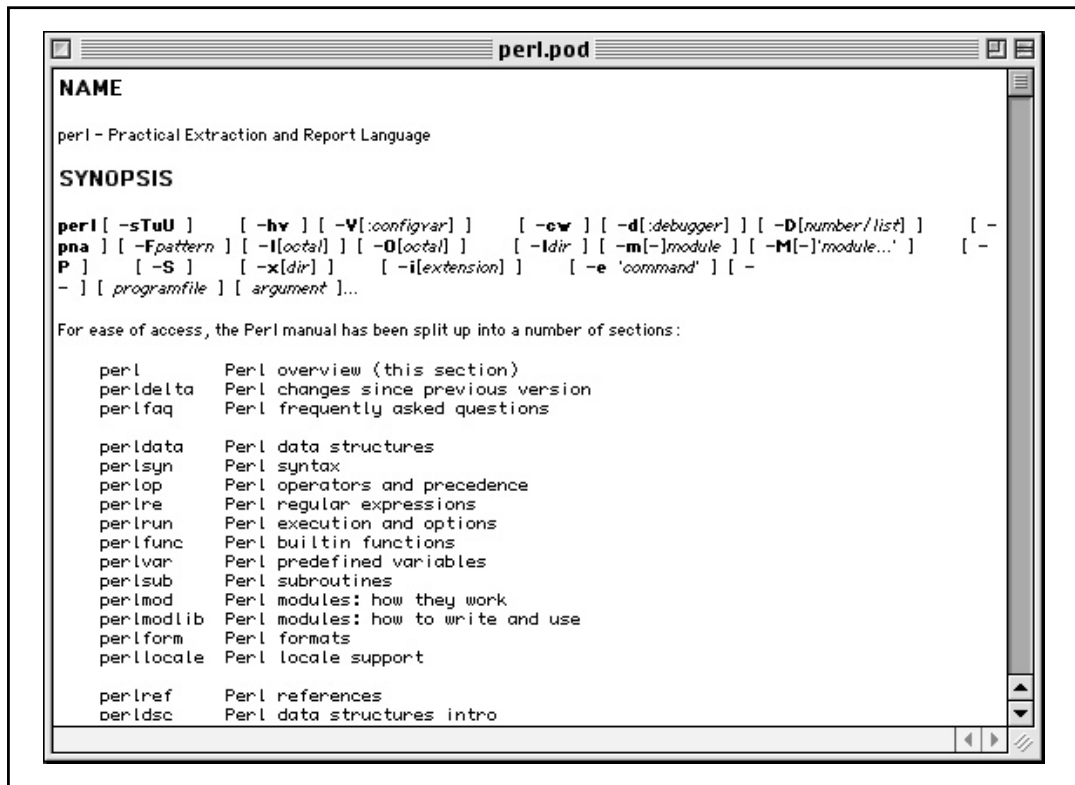 perl.pod
NAME
perl - Practical Extraction and Report Language
SYNOPSIS
perl [ -sTuU ] [ -hv ] [ -V[:configvar] ] [ -cw ] [ -d[:debugger] ] [ -D[number/list] ] [ -
pna ] [ -Fpattern ] [ -l[octal] ] [ -0[octal] ] [ -Idir ] [ -m[-]module ] [ -M[-]'module...' ] [ -
P ] [ -S ] [ -x[dir] ] [ -i[extension] ] [ -e 'command' ] [ -
- ] [ programfile ] [ argument ]...
For ease of access, the Perl manual has been split up into a number of sections:
perl Perl overview (this section)
perldelta Perl changes since previous version
perlfaq Perl frequently asked questions
perldata Perl data structures
perlsyn Perl syntax
perlop Perl operators and precedence
perlre Perl regular expressions
perlrun Perl execution and options
perlfunc Perl builtin functions
perlvar Perl predefined variables
perlsub Perl subroutines
perlmod Perl modules: how they work
perlmodlib Perl modules: how to write and use
perlform Perl formats
perllocale Perl locale support
perlref Perl references
perldsc Perl data structures intro